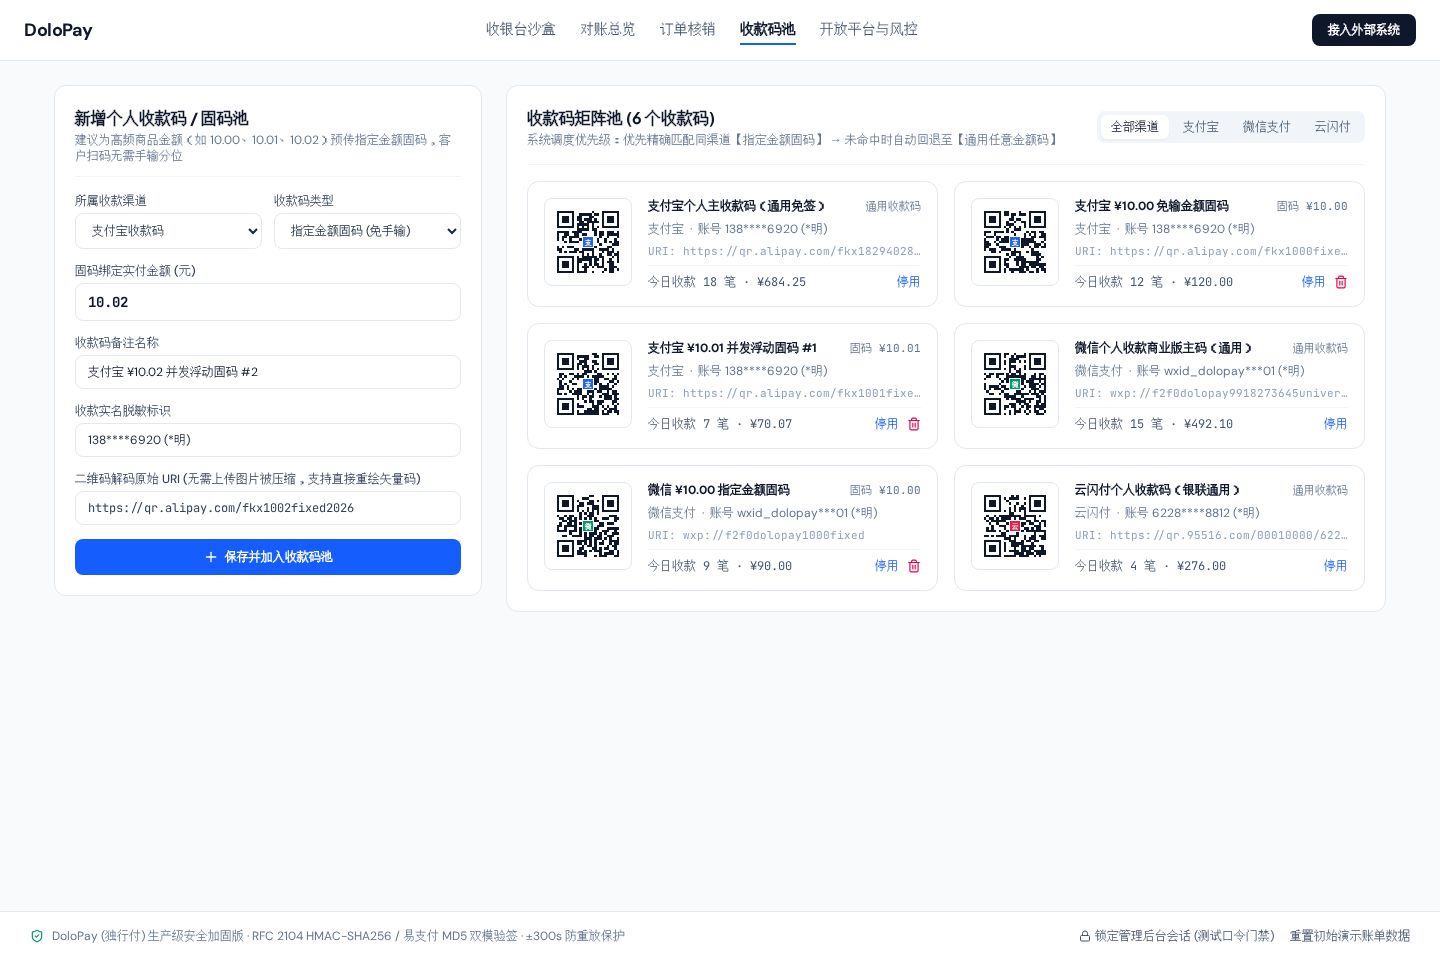 DoloPay
收银台沙盒
对账总览
订单核销
收款码池
开放平台与风控
接入外部系统
新增个人收款码 / 固码池
建议为高频商品金额（如 10.00、10.01、10.02）预传指定金额固码，客
户扫码无需手输分位
所属收款渠道
收款码类型
支付宝收款码
指定金额固码 (免手输)
固码绑定实付金额 (元)
10.02
收款码备注名称
支付宝 ¥10.02 并发浮动固码 #2
收款实名脱敏标识
138****6920 (*明)
二维码解码原始 URI (无需上传图片被压缩，支持直接重绘矢量码)
https://qr.alipay.com/fkx1002fixed2026
+ 保存并加入收款码池
收款码矩阵池 (6 个收款码)
系统调度优先级：优先精确匹配同渠道【指定金额固码】 → 未命中时自动回退至【通用任意金额码】
全部渠道
支付宝
微信支付
云闪付
支
支付宝个人主收款码（通用免签）
通用收款码
支付宝 · 账号 138****6920 (*明)
URI: https://qr.alipay.com/fkx18294028…
今日收款 18 笔 · ¥684.25
停用
支
支付宝 ¥10.00 免输金额固码
固码 ¥10.00
支付宝 · 账号 138****6920 (*明)
URI: https://qr.alipay.com/fkx1000fixe…
今日收款 12 笔 · ¥120.00
停用
支
支付宝 ¥10.01 并发浮动固码 #1
固码 ¥10.01
支付宝 · 账号 138****6920 (*明)
URI: https://qr.alipay.com/fkx1001fixe…
今日收款 7 笔 · ¥70.07
停用
微
微信个人收款商业版主码（通用）
通用收款码
微信支付 · 账号 wxid_dolopay***01 (*明)
URI: wxp://f2f0dolopay9918273645univer…
今日收款 15 笔 · ¥492.10
停用
微
微信 ¥10.00 指定金额固码
固码 ¥10.00
微信支付 · 账号 wxid_dolopay***01 (*明)
URI: wxp://f2f0dolopay1000fixed
今日收款 9 笔 · ¥90.00
停用
云
云闪付个人收款码（银联通用）
通用收款码
云闪付 · 账号 6228****8812 (*明)
URI: https://qr.95516.com/00010000/622…
今日收款 4 笔 · ¥276.00
停用
DoloPay (独行付) 生产级安全加固版 · RFC 2104 HMAC-SHA256 / 易支付 MD5 双模验签 · ±300s 防重放保护
锁定管理后台会话 (测试口令门禁)
重置初始演示账单数据